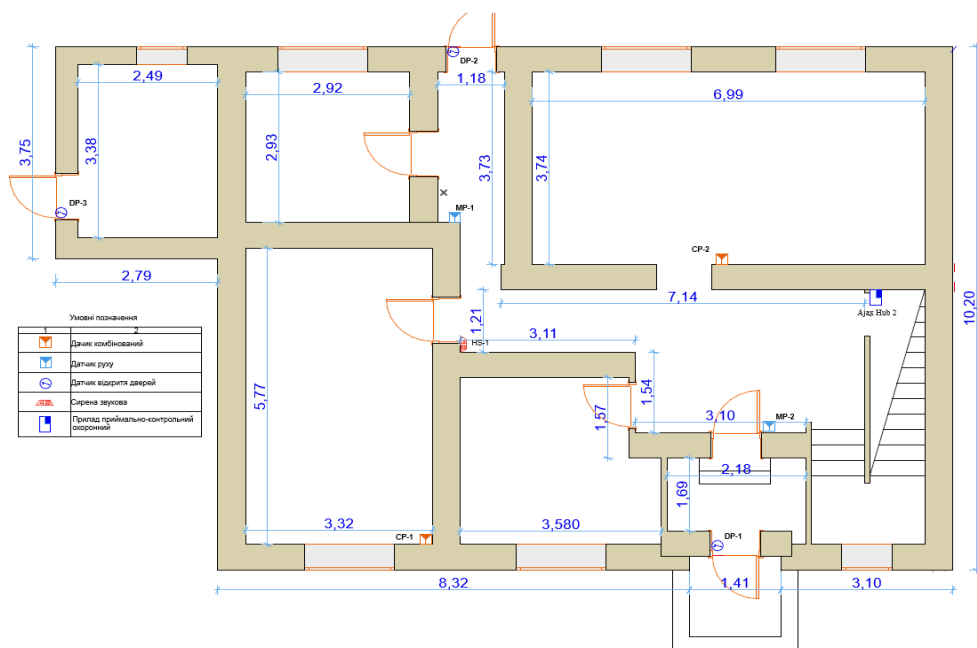 DP-2
2,49
2,92
1,18
6,99
3,75
3,38
2,93
3,73
3,74
DP-3
MP-1
CP-2
2,79
7,14
Ajax Hub 2
10,20
Умовні позначення
1 2
Дачик комбінований
Датчик руху
Датчик відкритя дверей
Сирена звукова
Прилад приймально-контрольний
охоронний
1,21
3,11
HS-1
5,77
1,57
1,54
3,10
MP-2
2,18
1,69
3,32
3,580
CP-1
DP-1
8,32
1,41
3,10